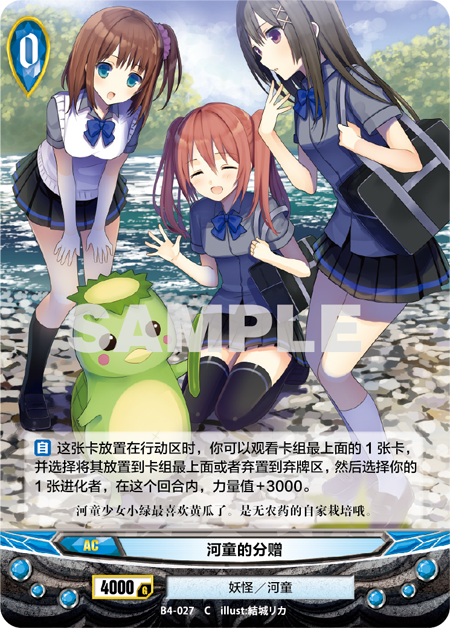 0
SAMPLE
自 这张卡放置在行动区时，你可以观看卡组最上面的1张卡，
并选择将其放置到卡组最上面或者弃置到弃牌区，然后选择你的
1张进化者，在这个回合内，力量值+3000。
河童少女小绿最喜欢黄瓜了。是无农药的自家栽培哦。
AC
河童的分赠
4000 6
妖怪／河童
B4-027 C illust:結城リカ